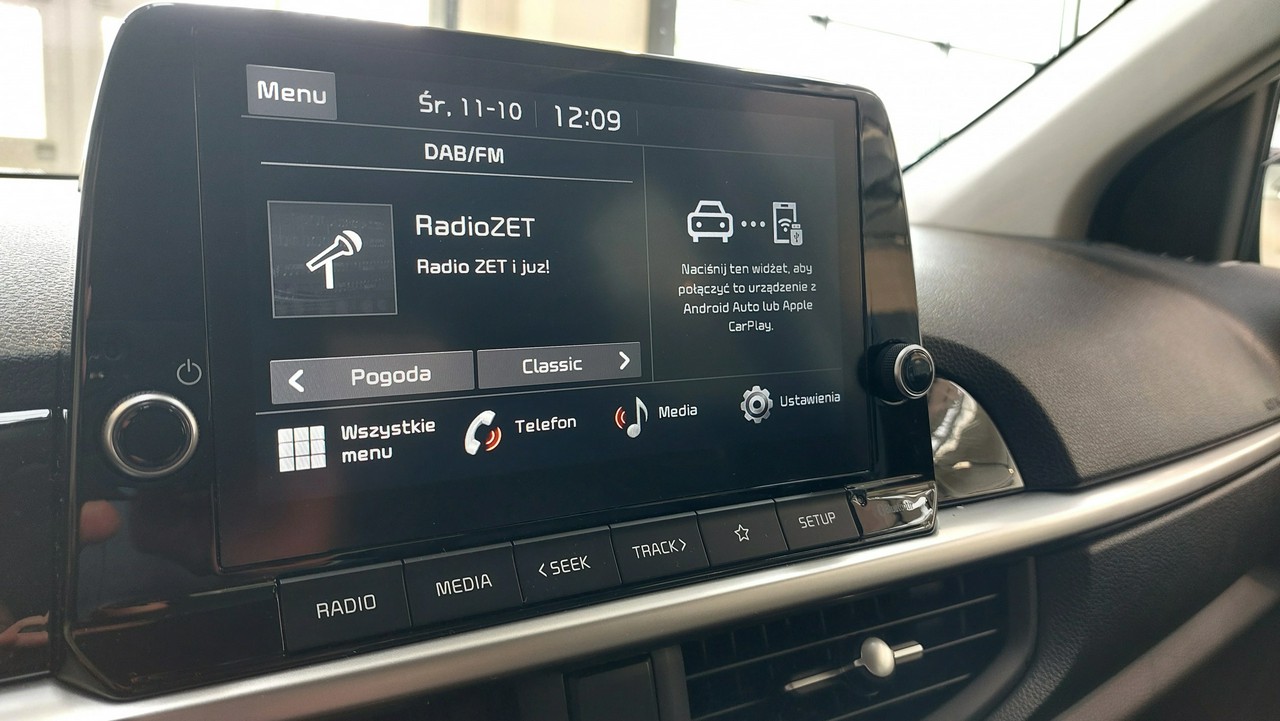 Menu
Śr, 11-10
12:09
DAB/FM
RadioZET
Radio ZET i juz!
Naciśnij ten widżet, aby
połączyć to urządzenie z
Android Auto lub Apple
CarPlay.
< Pogoda
Classic >
Wszystkie
menu
Telefon
Media
Ustawienia
RADIO
MEDIA
<SEEK
TRACK>
SETUP